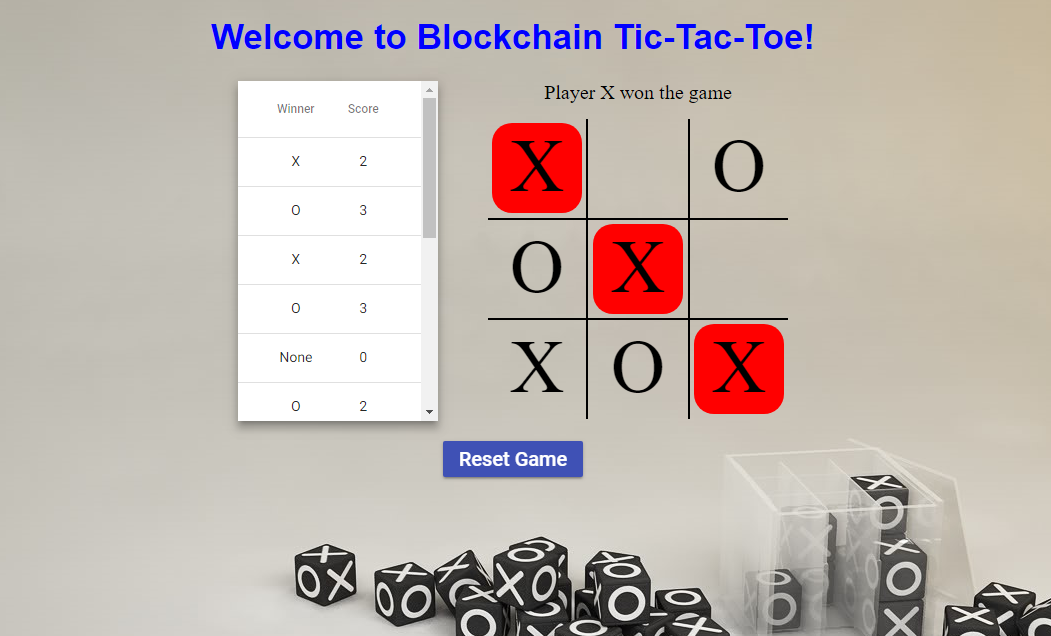 Welcome to Blockchain Tic-Tac-Toe!
Winner Score
X 2
O 3
X 2
O 3
None 0
O 2
Player X won the game
X O
O X
X O X
Reset Game